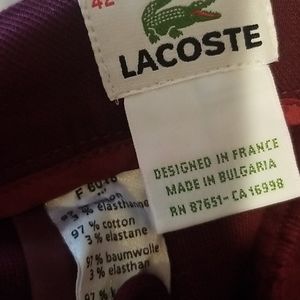 42
LACOSTE
DESIGNED IN FRANCE
MADE IN BULGARIA
RN 87651 - CA 16998
3 % elasthanne
97 % cotton
3 % elastane
97 % baumwolle
3 % elasthan
97 %